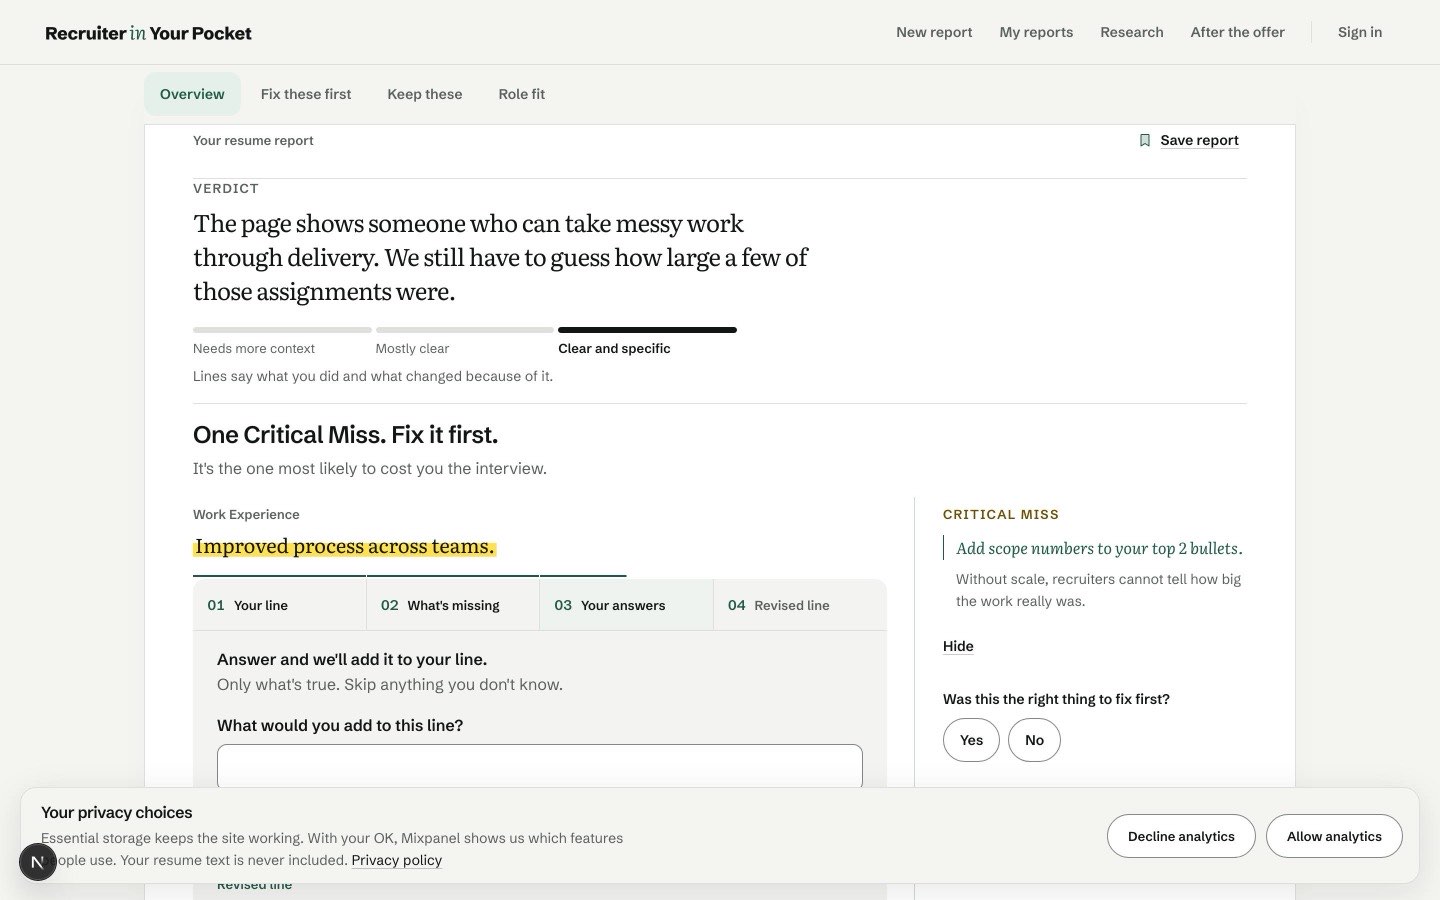 Recruiter in Your Pocket
New report
My reports
Research
After the offer
Sign in
Overview
Fix these first
Keep these
Role fit
Your resume report
Save report
VERDICT
The page shows someone who can take messy work
through delivery. We still have to guess how large a few of
those assignments were.
Needs more context
Mostly clear
Clear and specific
Lines say what you did and what changed because of it.
One Critical Miss. Fix it first.
It's the one most likely to cost you the interview.
Work Experience
Improved process across teams.
01 Your line
02 What's missing
03 Your answers
04 Revised line
Answer and we'll add it to your line.
Only what's true. Skip anything you don't know.
What would you add to this line?
CRITICAL MISS
Add scope numbers to your top 2 bullets.
Without scale, recruiters cannot tell how big
the work really was.
Hide
Was this the right thing to fix first?
Yes
No
Your privacy choices
Essential storage keeps the site working. With your OK, Mixpanel shows us which features
people use. Your resume text is never included. Privacy policy
Decline analytics
Allow analytics
N
Revised line